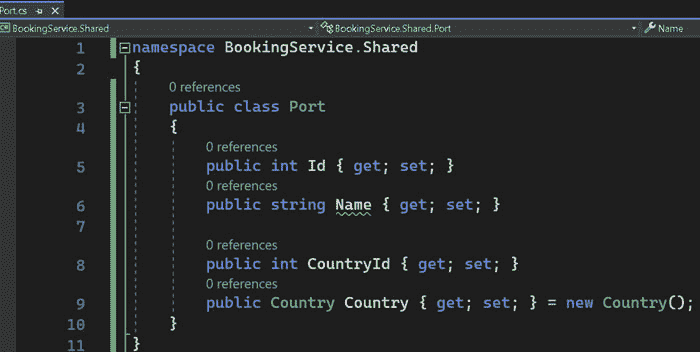 Port.cs
BookingService.Shared BookingService.Shared.Port Name
1 namespace BookingService.Shared
2 {
0 references
3 public class Port
4 {
0 references
5 public int Id { get; set; }
0 references
6 public string Name { get; set; }
7
0 references
8 public int CountryId { get; set; }
0 references
9 public Country Country { get; set; } = new Country();
10 }
11 }